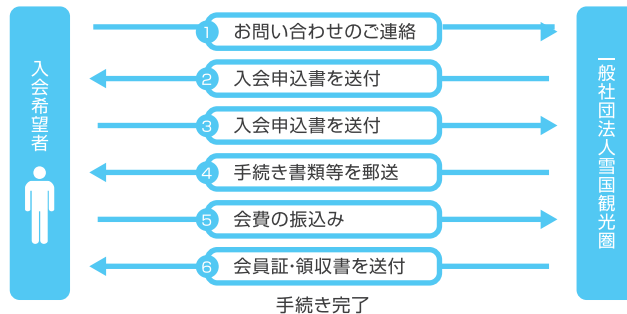 入会希望者
1 お問い合わせのご連絡
2 入会申込書を送付
3 入会申込書を送付
4 手続き書類等を郵送
5 会費の振込み
6 会員証・領収書を送付
手続き完了
一般社団法人雪国観光圏